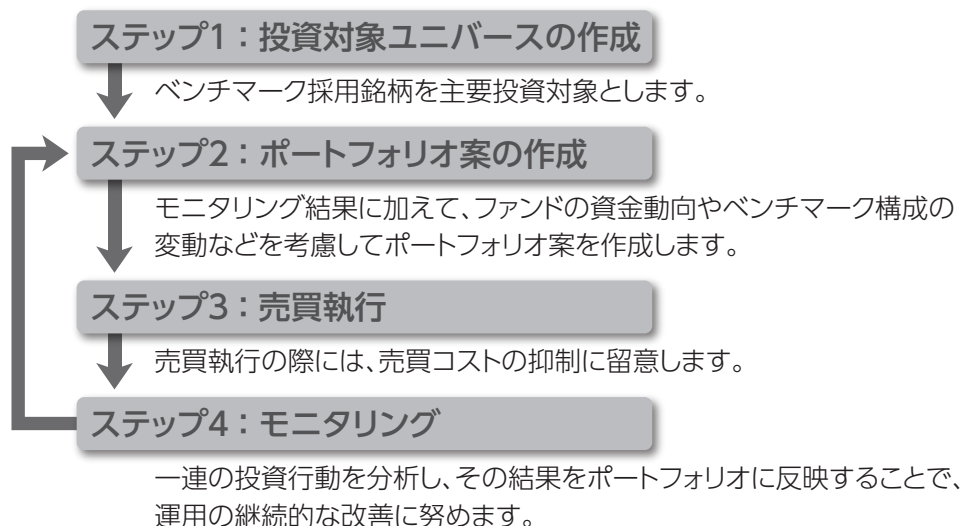 ステップ1：投資対象ユニバースの作成
ベンチマーク採用銘柄を主要投資対象とします。
ステップ2：ポートフォリオ案の作成
モニタリング結果に加えて、ファンドの資金動向やベンチマーク構成の
変動などを考慮してポートフォリオ案を作成します。
ステップ3：売買執行
売買執行の際には、売買コストの抑制に留意します。
ステップ4：モニタリング
一連の投資行動を分析し、その結果をポートフォリオに反映することで、
運用の継続的な改善に努めます。